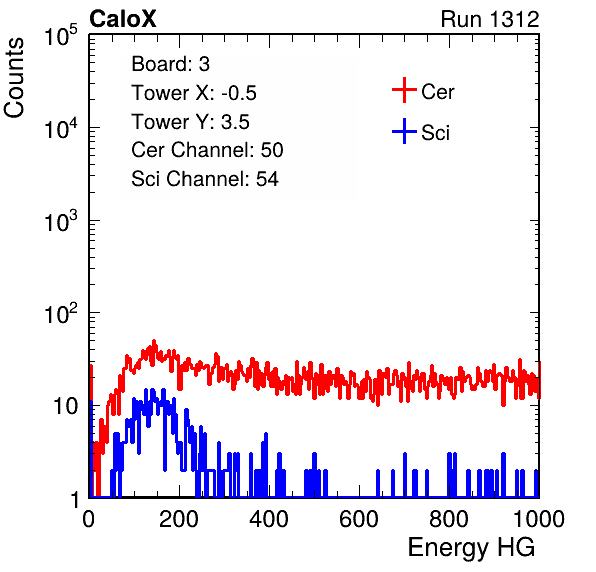 CaloX Run 1312
Counts
Board: 3
Tower X: -0.5
Tower Y: 3.5
Cer Channel: 50
Sci Channel: 54
Cer
Sci
10^5
10^4
10^3
10^2
10
1
0 200 400 600 800 1000
Energy HG